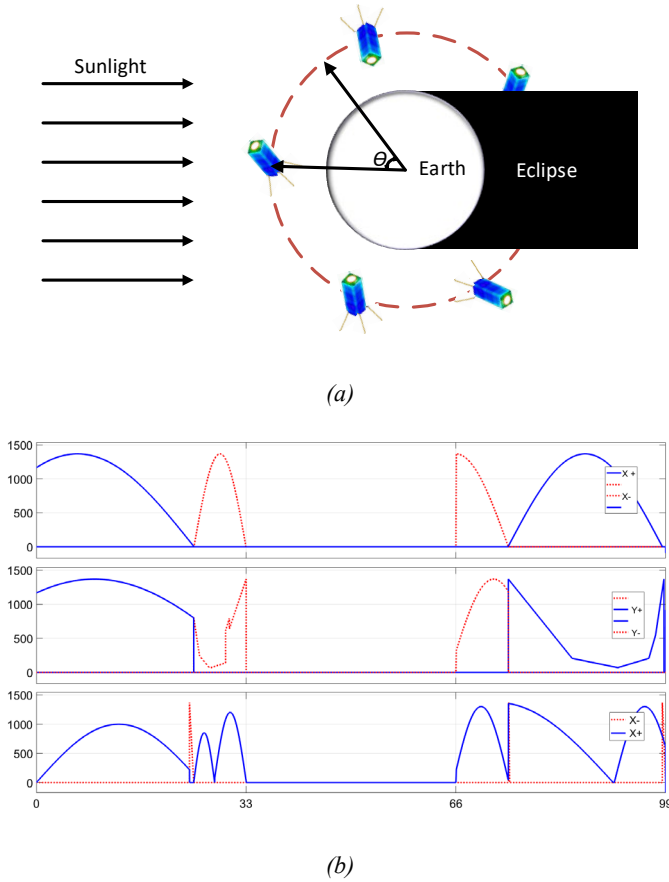 Sunlight
θ
Earth
Eclipse
(a)
1500
1000
500
0
X +
X-
1500
1000
500
0
Y+
Y-
1500
1000
500
0
X-
X+
0
33
66
99
(b)